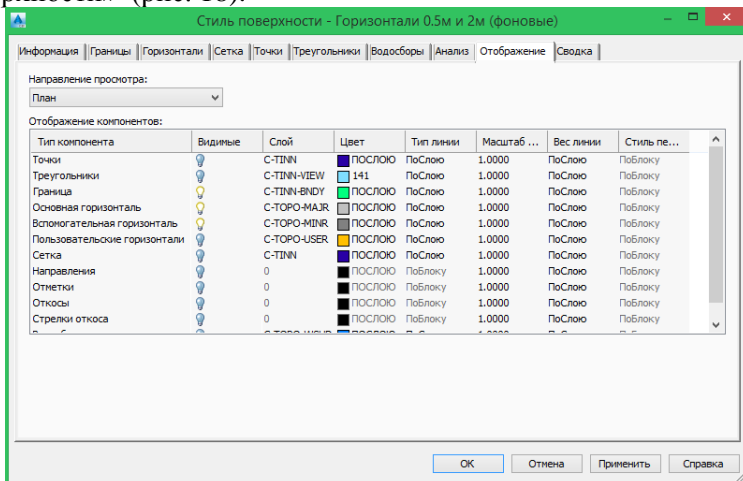 (рис. 18).
Стиль поверхности - Горизонтали 0.5м и 2м (фоновые)
Информация Границы Горизонтали Сетка Точки Треугольники Водосборы Анализ Отображение Сводка
Направление просмотра:
План
Отображение компонентов:
Тип компонента Видимые Слой Цвет Тип линии Масштаб ... Вес линии Стиль пе...
Точки C-TINN ПОСЛОЮ ПоСлою 1.0000 ПоСлою ПоБлоку
Треугольники C-TINN-VIEW 141 ПоСлою 1.0000 ПоСлою ПоБлоку
Граница C-TINN-BNDY ПОСЛОЮ ПоСлою 1.0000 ПоСлою ПоБлоку
Основная горизонталь C-TOPO-MAJR ПОСЛОЮ ПоСлою 1.0000 ПоСлою ПоБлоку
Вспомогательная горизонталь C-TOPO-MINR ПОСЛОЮ ПоСлою 1.0000 ПоСлою ПоБлоку
Пользовательские горизонтали C-TOPO-USER ПОСЛОЮ ПоСлою 1.0000 ПоСлою ПоБлоку
Сетка C-TINN ПОСЛОЮ ПоСлою 1.0000 ПоСлою ПоБлоку
Направления 0 ПОСЛОЮ ПоБлоку 1.0000 ПоСлою ПоБлоку
Отметки 0 ПОСЛОЮ ПоБлоку 1.0000 ПоСлою ПоБлоку
Откосы 0 ПОСЛОЮ ПоБлоку 1.0000 ПоСлою ПоБлоку
Стрелки откоса 0 ПОСЛОЮ ПоБлоку 1.0000 ПоСлою ПоБлоку
OK Отмена Применить Справка